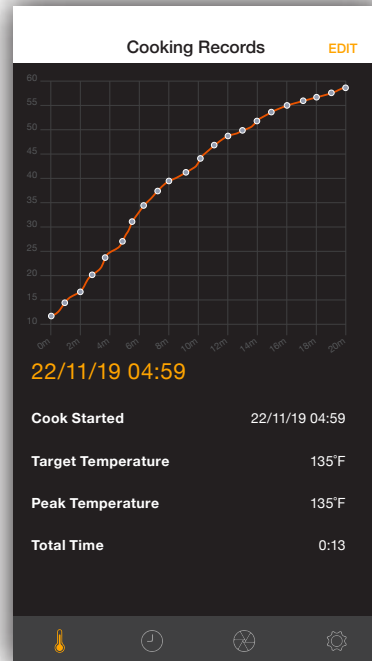 Cooking Records EDIT
60
55
50
45
40
35
30
25
20
15
10
0m 2m 4m 6m 8m 10m 12m 14m 16m 18m 20m
22/11/19 04:59
Cook Started 22/11/19 04:59
Target Temperature 135°F
Peak Temperature 135°F
Total Time 0:13